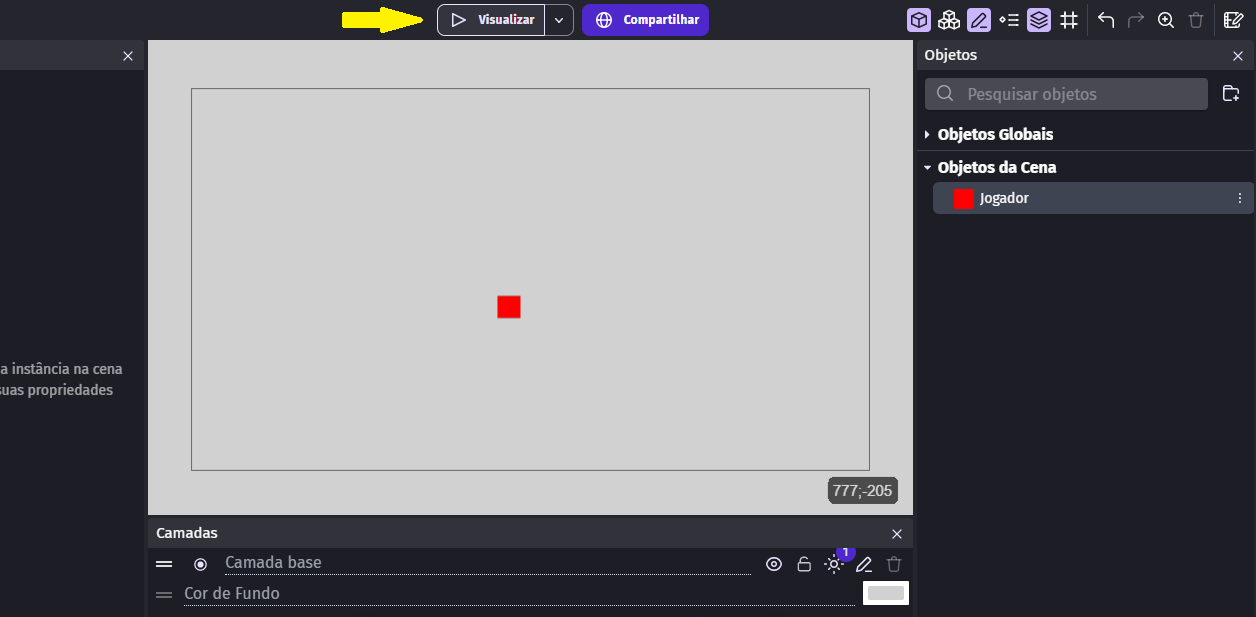 Visualizar
Compartilhar
Objetos
Pesquisar objetos
Objetos Globais
Objetos da Cena
Jogador
a instância na cena
suas propriedades
777;-205
Camadas
Camada base
1
Cor de Fundo